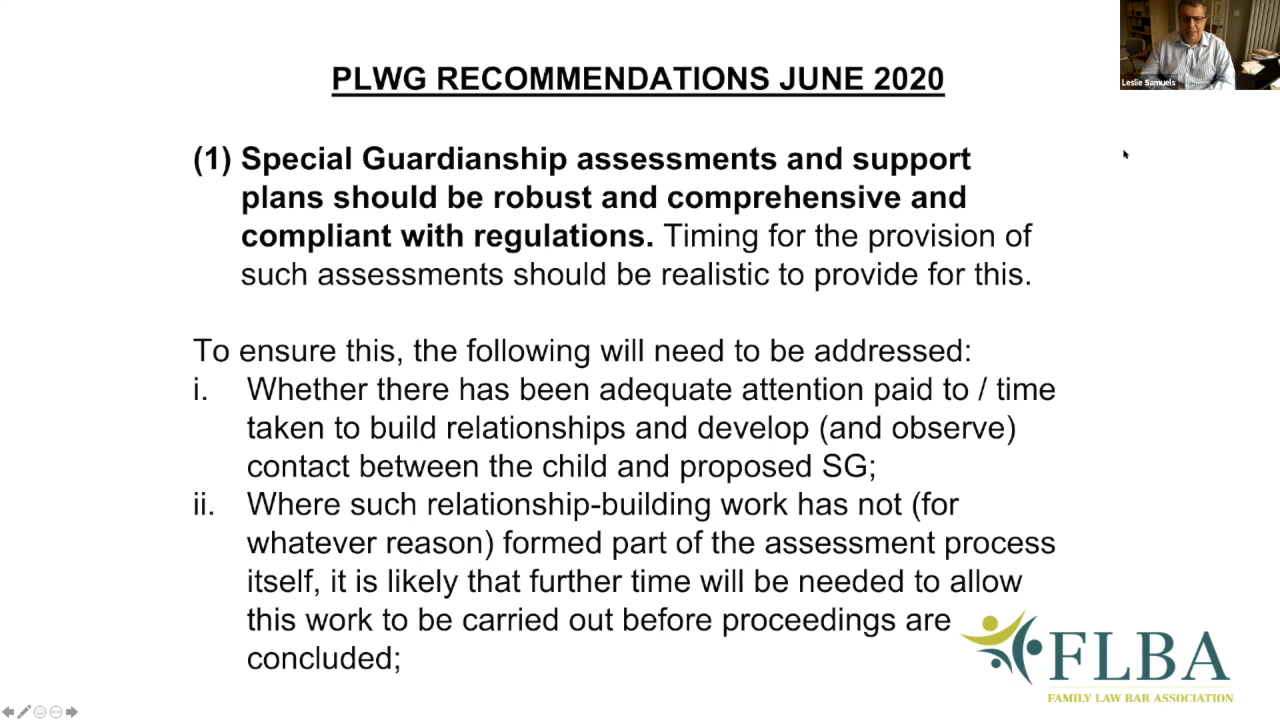 Leslie Samuels
PLWG RECOMMENDATIONS JUNE 2020
(1) Special Guardianship assessments and support
plans should be robust and comprehensive and
compliant with regulations. Timing for the provision of
such assessments should be realistic to provide for this.
To ensure this, the following will need to be addressed:
i. Whether there has been adequate attention paid to / time
taken to build relationships and develop (and observe)
contact between the child and proposed SG;
ii. Where such relationship-building work has not (for
whatever reason) formed part of the assessment process
itself, it is likely that further time will be needed to allow
this work to be carried out before proceedings are
concluded;
FLBA
FAMILY LAW BAR ASSOCIATION